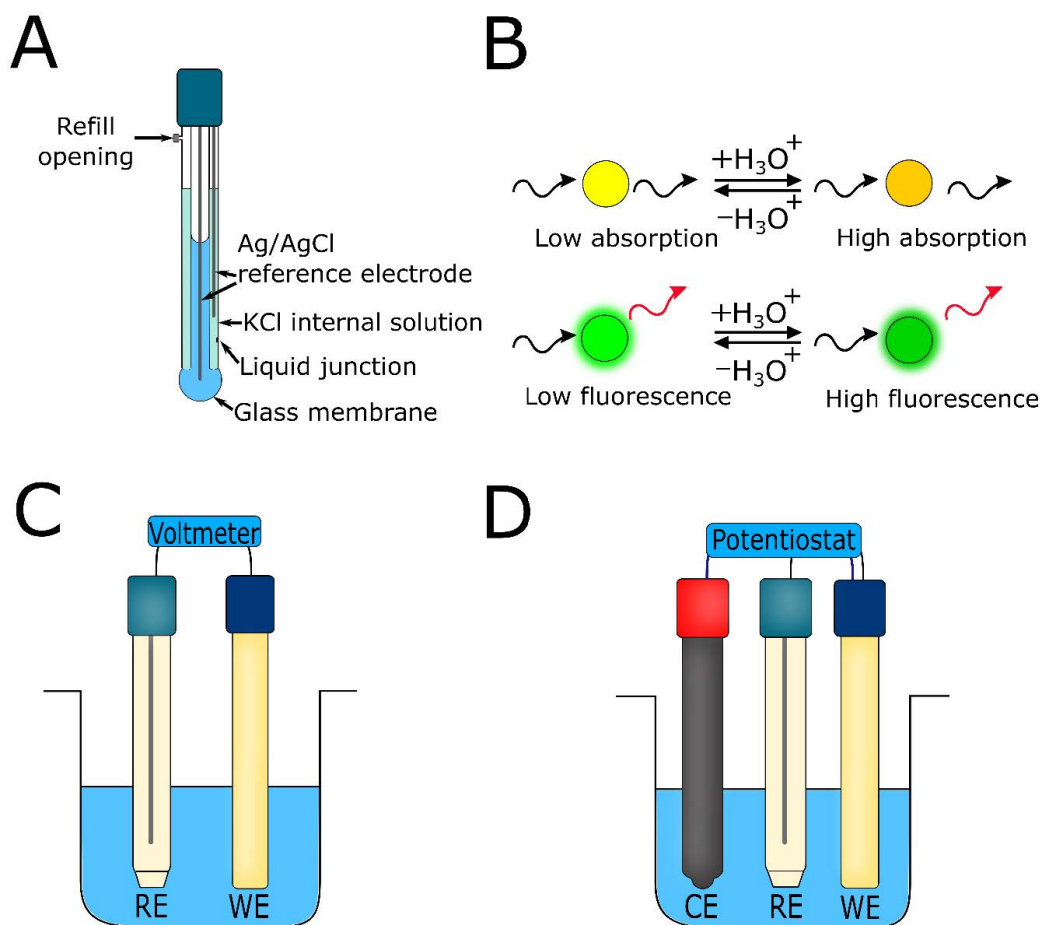 A
Refill
opening
Ag/AgCl
reference electrode
KCl internal solution
Liquid junction
Glass membrane
B
+H₃O⁺
−H₃O⁺
Low absorption
High absorption
+H₃O⁺
−H₃O⁺
Low fluorescence
High fluorescence
C
Voltmeter
RE
WE
D
Potentiostat
CE
RE
WE